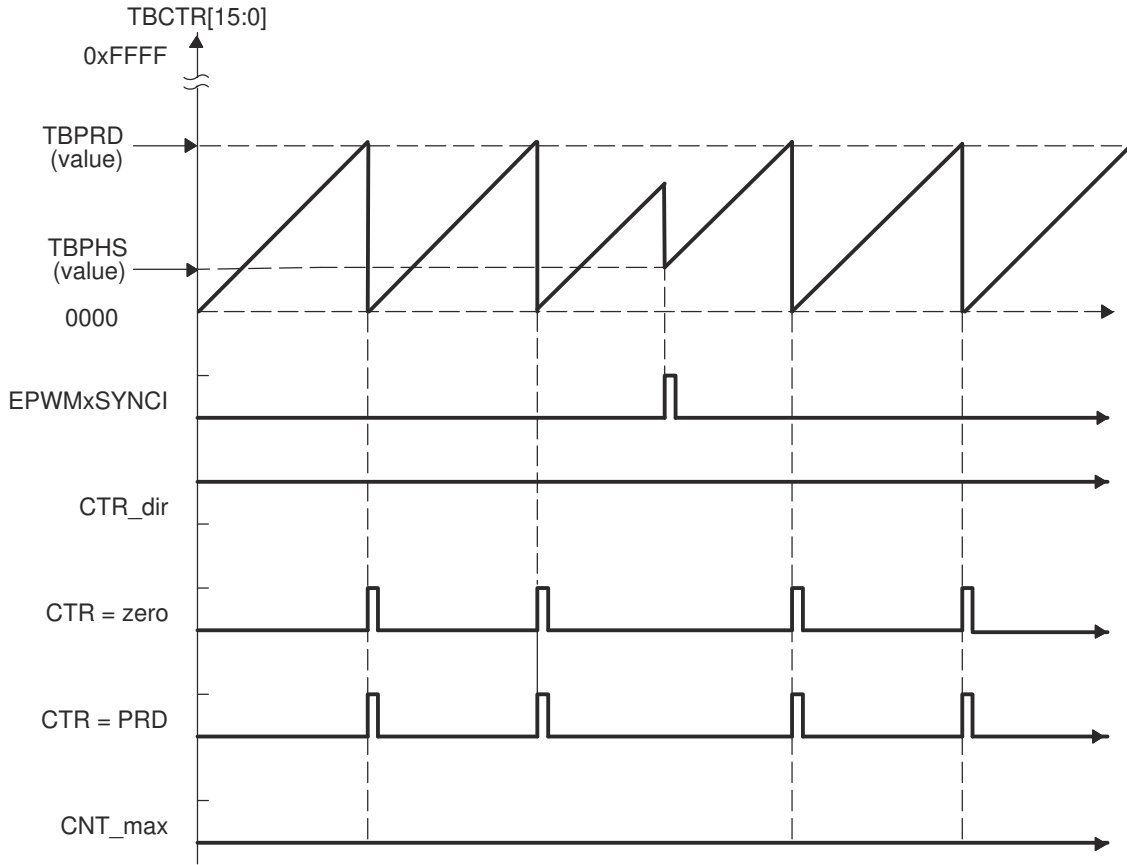 TBCTR[15:0]
0xFFFF
TBPRD
(value)
TBPHS
(value)
0000
EPWMxSYNCI
CTR_dir
CTR = zero
CTR = PRD
CNT_max